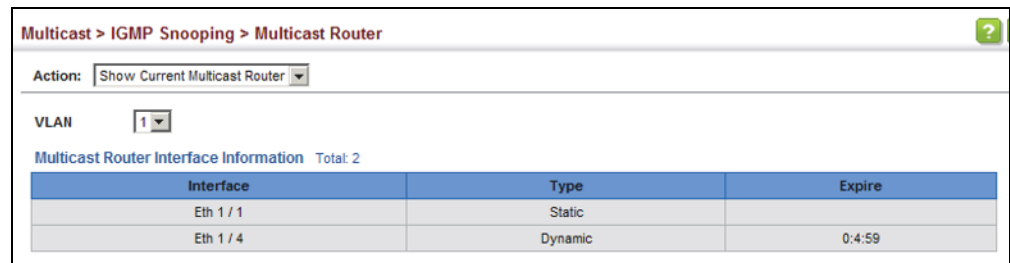 Multicast > IGMP Snooping > Multicast Router ?
Action: Show Current Multicast Router
VLAN 1
Multicast Router Interface Information Total: 2
Interface Type Expire
Eth 1 / 1 Static
Eth 1 / 4 Dynamic 0:4:59